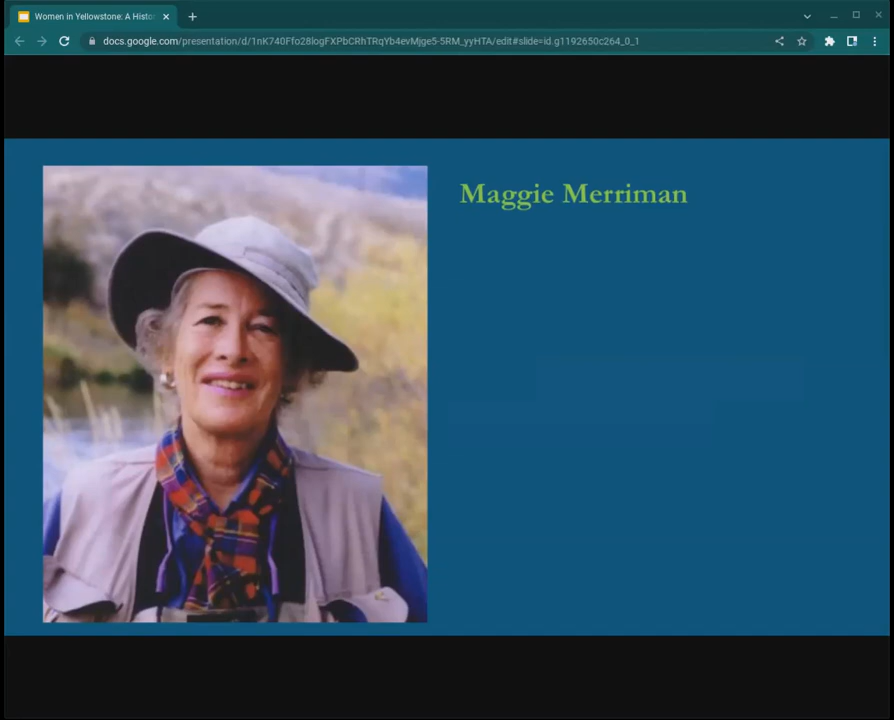 Women in Yellowstone: A Histo
docs.google.com/presentation/d/1nK740Ffo28logFXPbCRhTRqYb4evMjge5-5RM_yyHTA/edit#slide=id.g1192650c264_0_1
Maggie Merriman